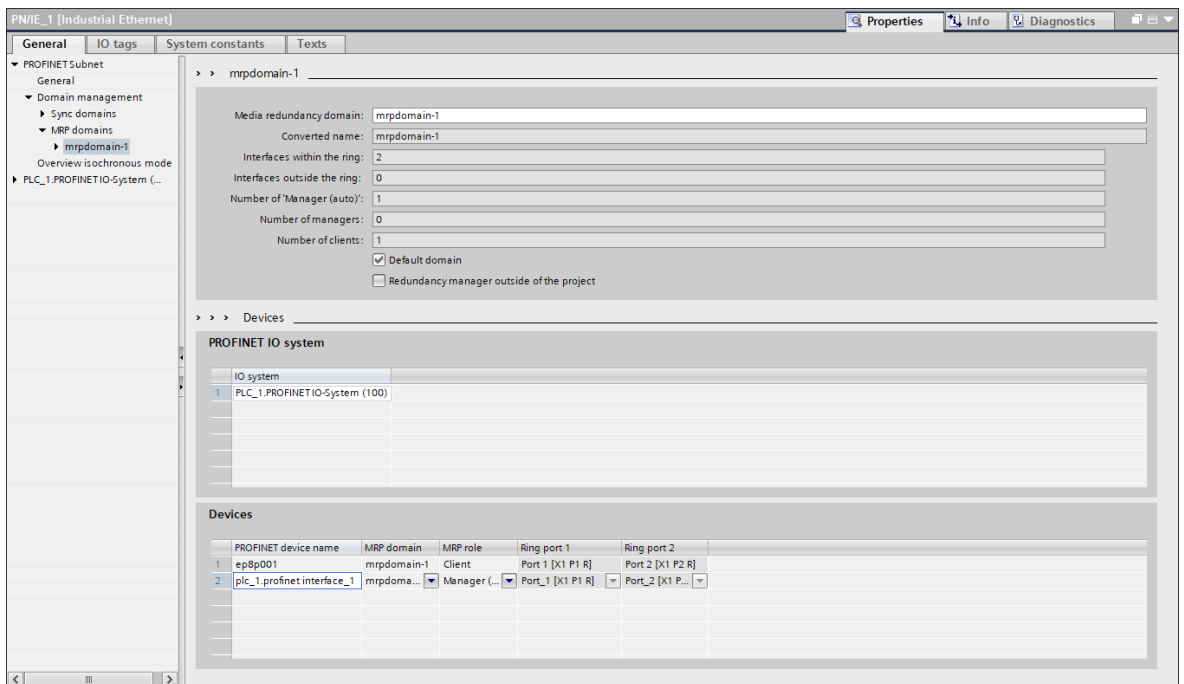 PN/IE_1 [Industrial Ethernet]
Properties Info Diagnostics
General IO tags System constants Texts
PROFINET Subnet
General
Domain management
Sync domains
MRP domains
mrpdomain-1
Overview isochronous mode
PLC_1.PROFINET IO-System (...
mrpdomain-1
Media redundancy domain: mrpdomain-1
Converted name: mrpdomain-1
Interfaces within the ring: 2
Interfaces outside the ring: 0
Number of 'Manager (auto)': 1
Number of managers: 0
Number of clients: 1
Default domain
Redundancy manager outside of the project
Devices
PROFINET IO system
IO system
1 PLC_1.PROFINET IO-System (100)
Devices
PROFINET device name MRP domain MRP role Ring port 1 Ring port 2
1 ep8p001 mrpdomain-1 Client Port 1 [X1 P1 R] Port 2 [X1 P2 R]
2 plc_1.profinet interface_1 mrpdoma... Manager (... Port_1 [X1 P1 R] Port_2 [X1 P...